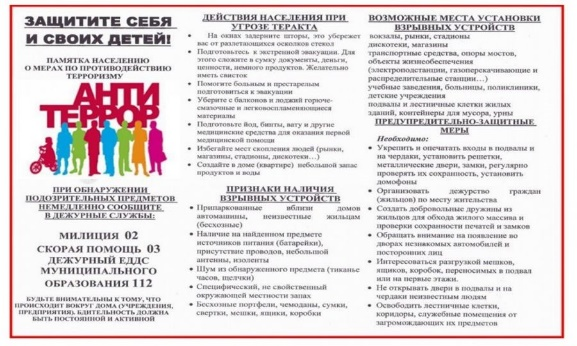 ЗАЩИТИТЕ СЕБЯ
И СВОИХ ДЕТЕЙ!
ПАМЯТКА НАСЕЛЕНИЮ
О МЕРАХ ПО ПРОТИВОДЕЙСТВИЮ
ТЕРРОРИЗМУ
АНТИ
ТЕРРОР
ПРИ ОБНАРУЖЕНИИ
ПОДОЗРИТЕЛЬНЫХ ПРЕДМЕТОВ
НЕМЕДЛЕННО СООБЩИТЕ
В ДЕЖУРНЫЕ СЛУЖБЫ:
МИЛИЦИЯ 02
СКОРАЯ ПОМОЩЬ 03
ДЕЖУРНЫЙ ЕДДС
МУНИЦИПАЛЬНОГО
ОБРАЗОВАНИЯ 112
БУДЬТЕ ВНИМАТЕЛЬНЫ К ТОМУ, ЧТО
ПРОИСХОДИТ ВОКРУГ ДОМА (УЧРЕЖДЕНИЯ,
ПРЕДПРИЯТИЯ). БДИТЕЛЬНОСТЬ ДОЛЖНА
БЫТЬ ПОСТОЯННОЙ И АКТИВНОЙ
ДЕЙСТВИЯ НАСЕЛЕНИЯ ПРИ
УГРОЗЕ ТЕРАКТА
• На окнах задерните шторы, это убережет
вас от разлетающихся осколков стекол
• Подготовьтесь к экстренной эвакуации. Для
этого сложите в сумку документы, деньги,
ценности, немного продуктов. Желательно
иметь свисток
• Помогите больным и престарелым
подготовиться к эвакуации
• Уберите с балконов и лоджий горюче-
смазочные и легковоспламеняющиеся
материалы
• Подготовьте йод, бинты, вату и другие
медицинские средства для оказания первой
медицинской помощи
• Избегайте мест скопления людей (рынки,
магазины, стадионы, дискотеки…)
• Создайте в доме (квартире) небольшой запас
продуктов и воды
ПРИЗНАКИ НАЛИЧИЯ
ВЗРЫВНЫХ УСТРОЙСТВ
• Припаркованные вблизи домов
автомашины, неизвестные жильцам
(бесхозные)
• Наличие на найденном предмете
источников питания (батарейки),
присутствие проводов, небольшой
антенны, изоленты
• Шум из обнаруженного предмета (тиканье
часов, щелчки)
• Специфический, не свойственный
окружающей местности запах
• Бесхозные портфели, чемоданы, сумки,
свертки, мешки, ящики, коробки
ВОЗМОЖНЫЕ МЕСТА УСТАНОВКИ
ВЗРЫВНЫХ УСТРОЙСТВ
вокзалы, рынки, стадионы
дискотеки, магазины
транспортные средства, опоры мостов,
объекты жизнеобеспечения
(электроподстанции, газоперекачивающие и
распределительные станции…)
учебные заведения, больницы, поликлиники,
детские учреждения
подвалы и лестничные клетки жилых
зданий, контейнеры для мусора, урны
ПРЕДУПРЕДИТЕЛЬНО-ЗАЩИТНЫЕ
МЕРЫ
Необходимо:
• Укрепить и опечатать входы в подвалы и
на чердаки, установить решетки,
металлические двери, замки, регулярно
проверять их сохранность, установить
домофоны
• Организовать дежурство граждан
(жильцов) по месту жительства
• Создать добровольные дружины из
жильцов для обхода жилого массива и
проверки сохранности печатей и замков
• Обращать внимание на появление во
дворах незнакомых автомобилей и
посторонних лиц
• Интересоваться разгрузкой мешков,
ящиков, коробок, переносимых в подвал
или на первые этажи.
• Не открывать двери в подвалы и на
чердаки неизвестным людям
• Освободить лестничные клетки,
коридоры, служебные помещения от
загромождающих их предметов